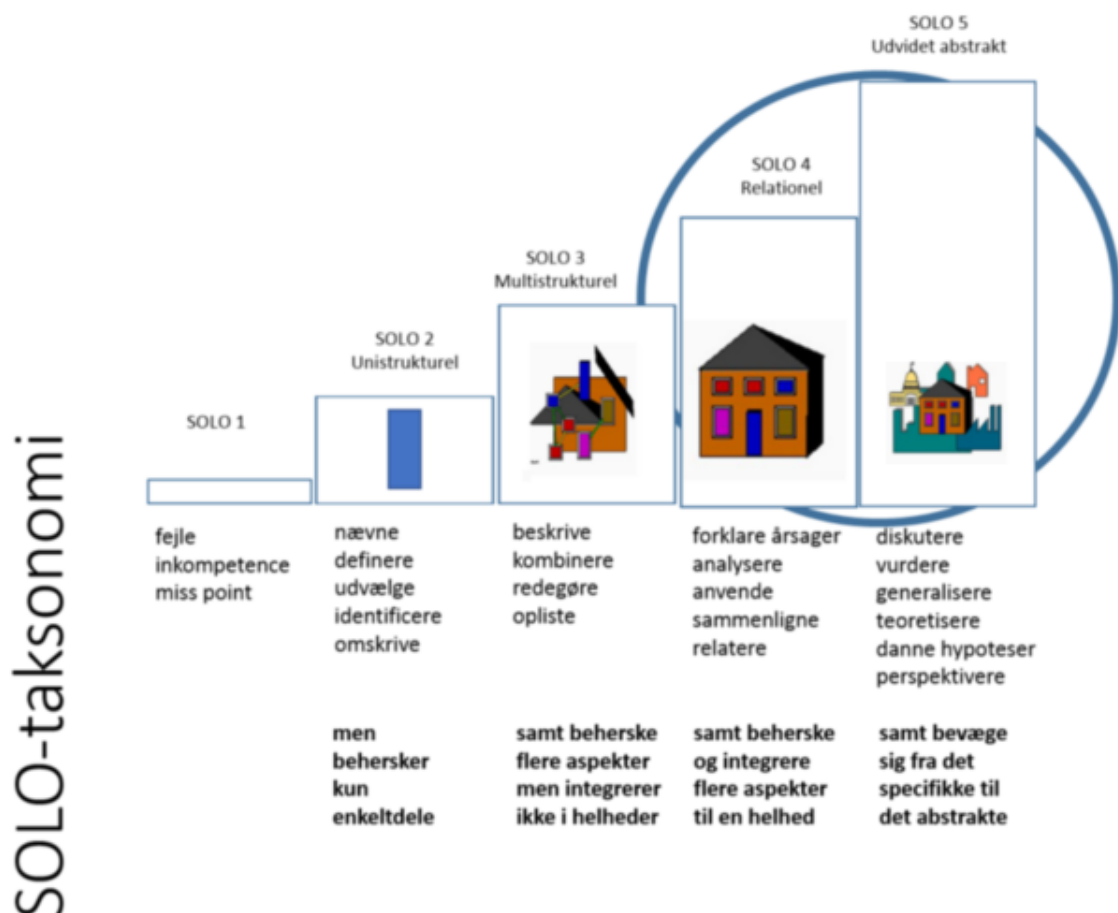 SOLO-taksonomi
SOLO 1
fejle
inkompetence
miss point
SOLO 2
Unistrukturel
nævne
definere
udvælge
identificere
omskrive
men
behersker
kun
enkeltdele
SOLO 3
Multistrukturel
beskrive
kombinere
redegøre
opliste
samt beherske
flere aspekter
men integrerer
ikke i helheder
SOLO 4
Relationel
forklare årsager
analysere
anvende
sammenligne
relatere
samt beherske
og integrere
flere aspekter
til en helhed
SOLO 5
Udvidet abstrakt
diskutere
vurdere
generalisere
teoretisere
danne hypoteser
perspektivere
samt bevæge
sig fra det
specifikke til
det abstrakte